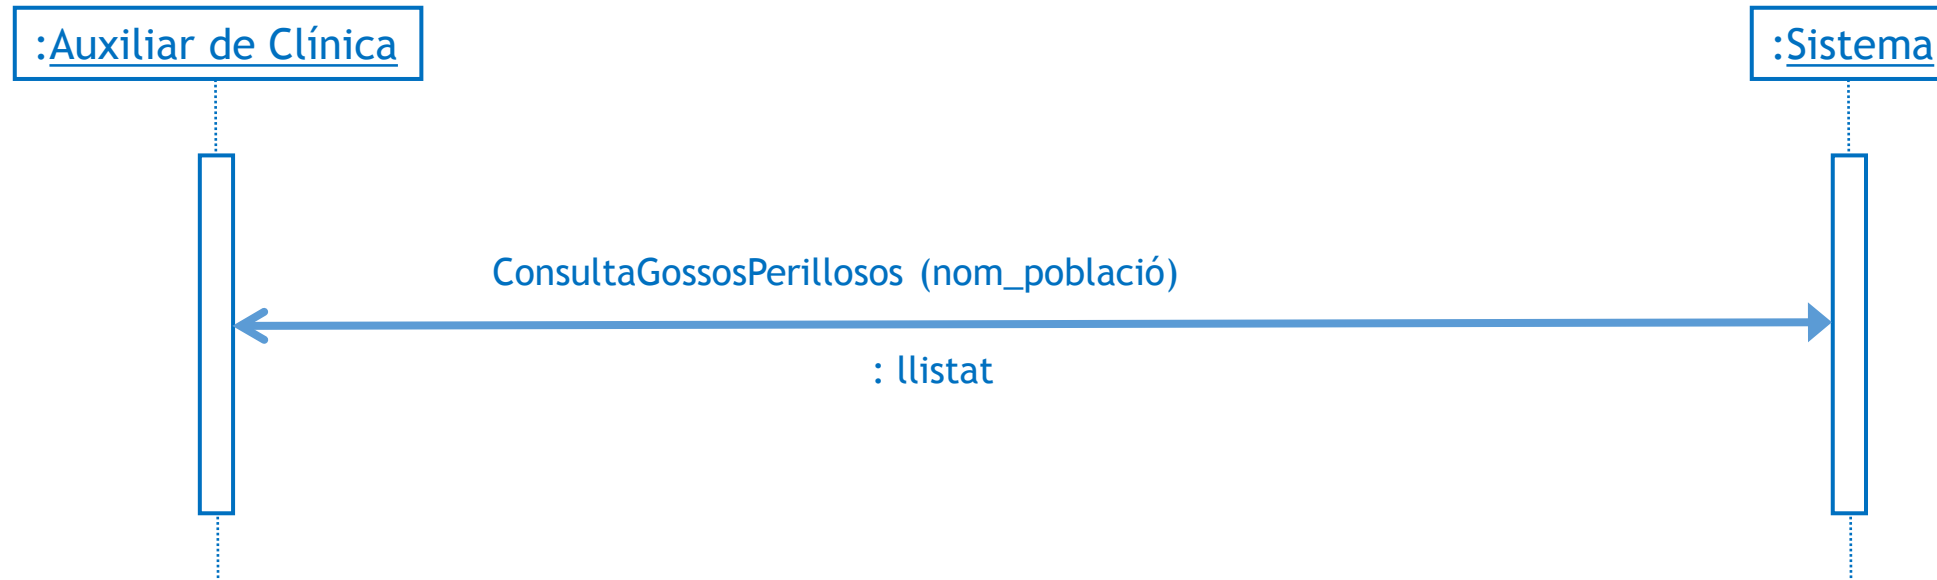 :Auxiliar de Clínica
:Sistema
ConsultaGossosPerillosos (nom_població)
: llistat